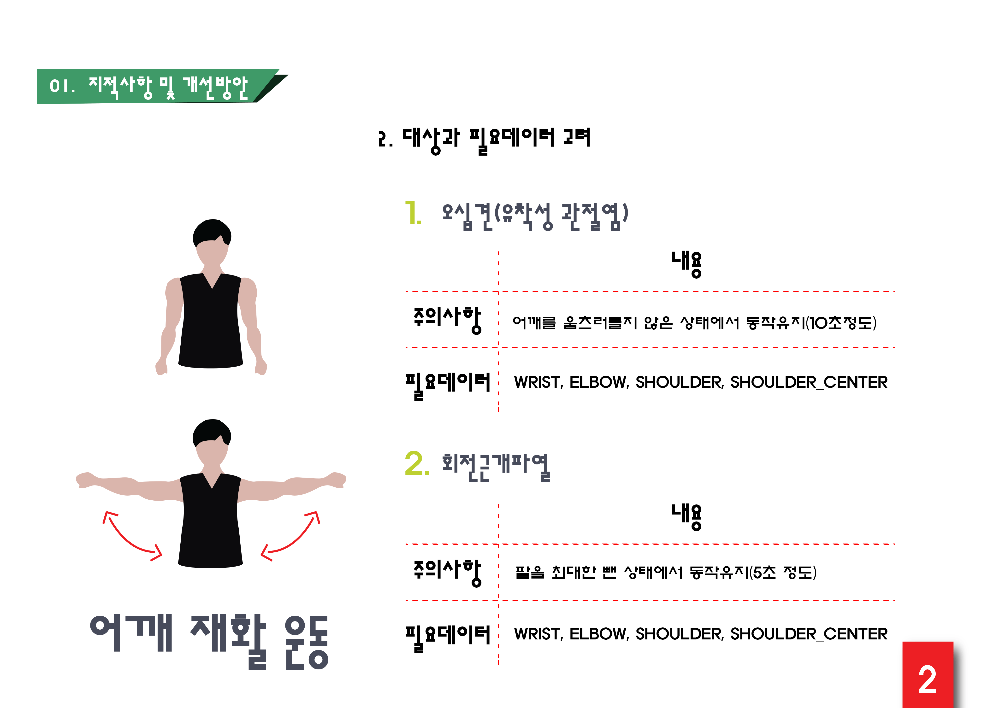 01. 지적사항 및 개선방안
2. 대상과 필요데이터 고려
1. 오십견(유착성 관절염)
내용
주의사항 어깨를 움츠러들지 않은 상태에서 동작유지(10초정도)
필요데이터 WRIST, ELBOW, SHOULDER, SHOULDER_CENTER
2. 회전근개파열
내용
주의사항 팔을 최대한 뺀 상태에서 동작유지(5초 정도)
필요데이터 WRIST, ELBOW, SHOULDER, SHOULDER_CENTER
어깨 재활 운동
2